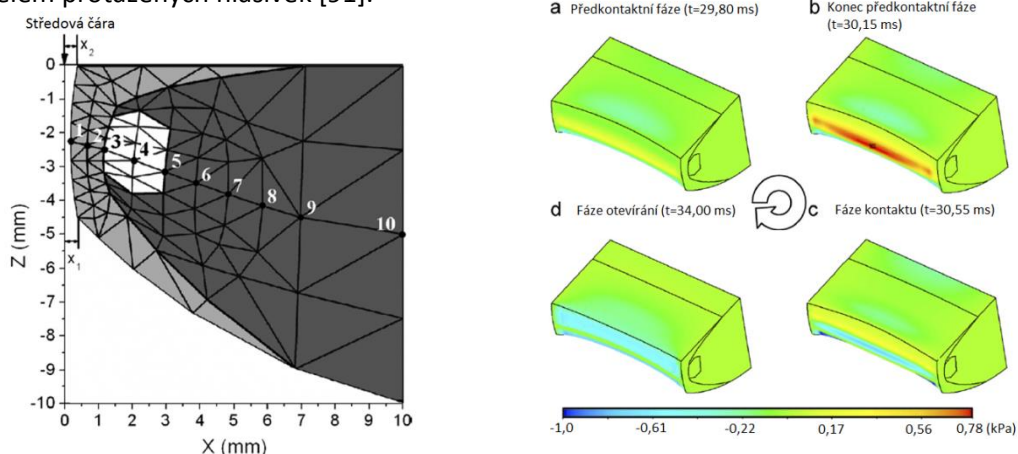 protažených hlasivek [51].
Středová čára
x2
0
-1
-2
-3
-4
-5
-6
-7
-8
-9
-10
Z (mm)
1
2
3
4
5
6
7
8
9
10
x1
0 1 2 3 4 5 6 7 8 9 10
X (mm)
a Předkontaktní fáze (t=29,80 ms)
b Konec předkontaktní fáze
(t=30,15 ms)
d Fáze otevírání (t=34,00 ms)
c Fáze kontaktu (t=30,55 ms)
-1,0 -0,61 -0,22 0,17 0,56 0,78 (kPa)